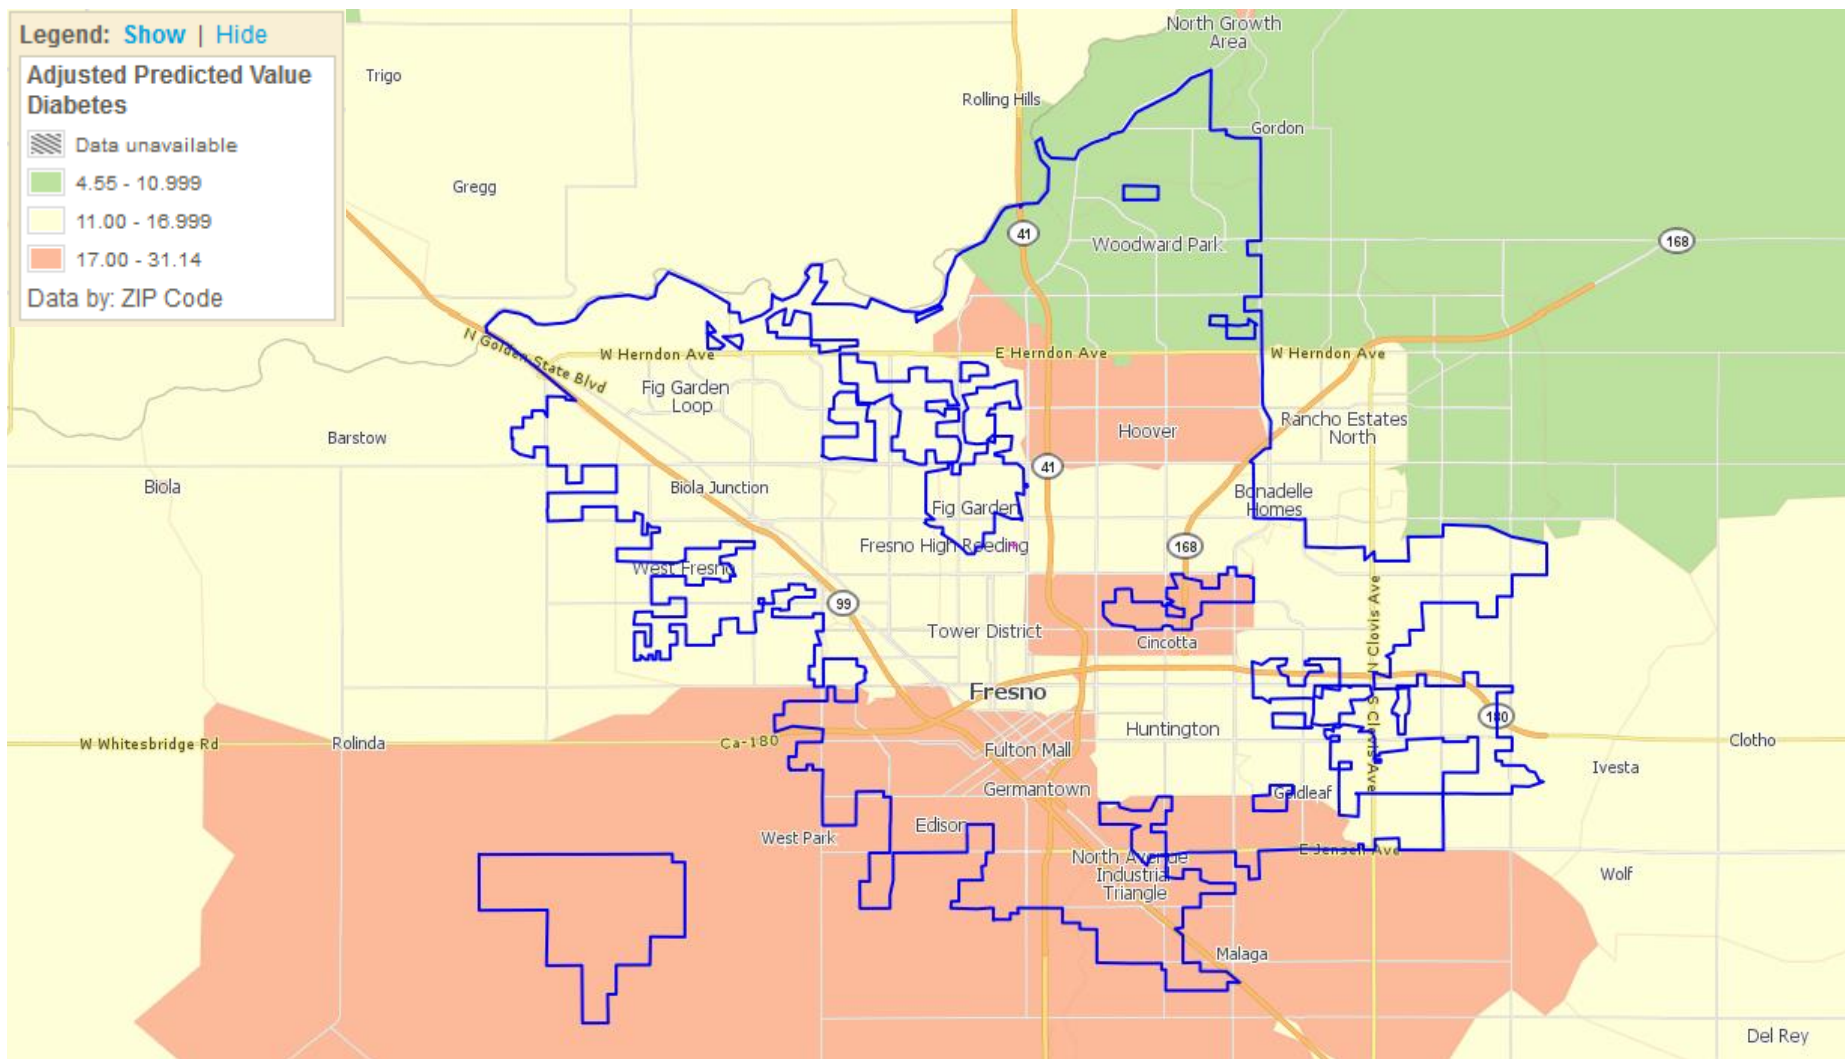 Legend: Show | Hide
Adjusted Predicted Value
Diabetes
Data unavailable
4.55 - 10.999
11.00 - 16.999
17.00 - 31.14
Data by: ZIP Code
North Growth
Area
Trigo
Rolling Hills
Gordon
Gregg
41
Woodward Park
168
N Golden State Blvd
W Herndon Ave
E Herndon Ave
W Herndon Ave
Fig Garden
Loop
Rancho Estates
North
Hoover
Barstow
41
Biola
Biola Junction
Bonadelle
Homes
Fig Garden
Fresno High Reeding
168
West Fresno
99
N Clovis Ave
Tower District
Cincotta
Fresno
S Clovis Ave
180
Huntington
W Whitesbridge Rd
Rolinda
Ca-180
Fulton Mall
Clotho
Ivesta
Germantown
Goldleaf
West Park
Edison
E Jensen Ave
North Avenue
Industrial
Triangle
Wolf
Malaga
Del Rey